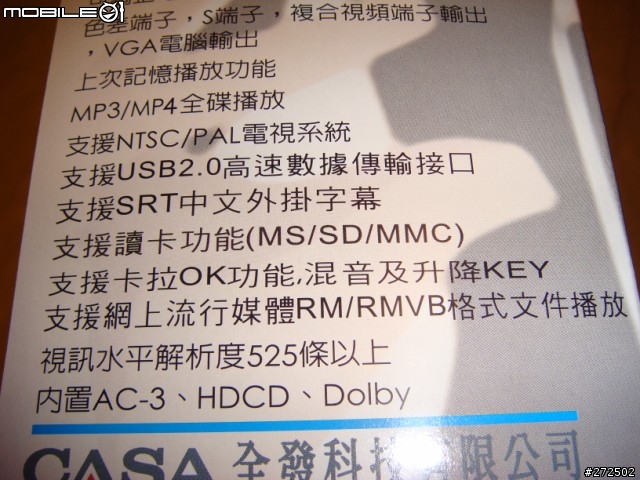 MOBILE01
色差端子，S端子，複合視頻端子輸出
，VGA電腦輸出
上次記憶播放功能
MP3/MP4全碟播放
支援NTSC/PAL電視系統
支援USB2.0高速數據傳輸接口
支援SRT中文外掛字幕
支援讀卡功能(MS/SD/MMC)
支援卡拉OK功能,混音及升降KEY
支援網上流行媒體RM/RMVB格式文件播放
視訊水平解析度525條以上
內置AC-3、HDCD、Dolby
CASA 全發科技有限公司
#272502